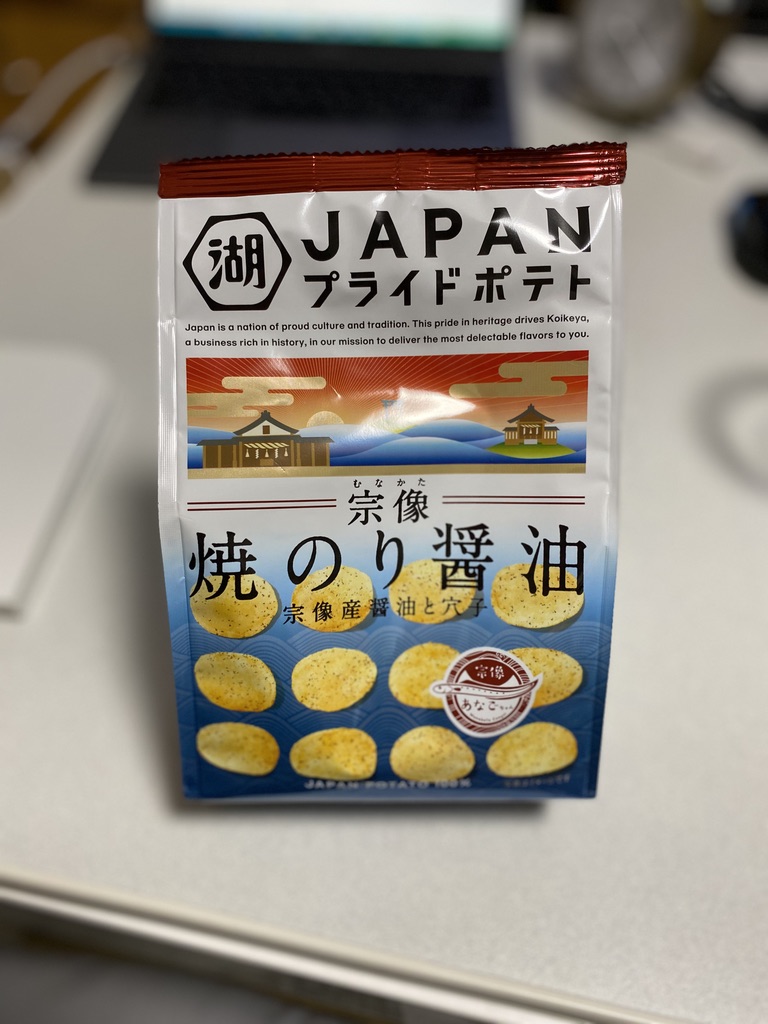 湖
JAPAN
プライドポテト
Japan is a nation of proud culture and tradition. This pride in heritage drives Koikeya,
a business rich in history, in our mission to deliver the most delectable flavors to you.
むなかた
宗像
焼のり醤油
宗像産醤油と穴子
宗像
あなごちゃん
JAPAN POTATO 100%